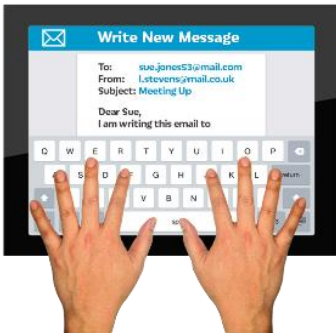 Write New Message
To: sue.jones53@mail.com
From: l.stevens@mail.co.uk
Subject: Meeting Up
Dear Sue,
I am writing this email to
Q W E R T Y U I O P
S D F G H K L return
V B N